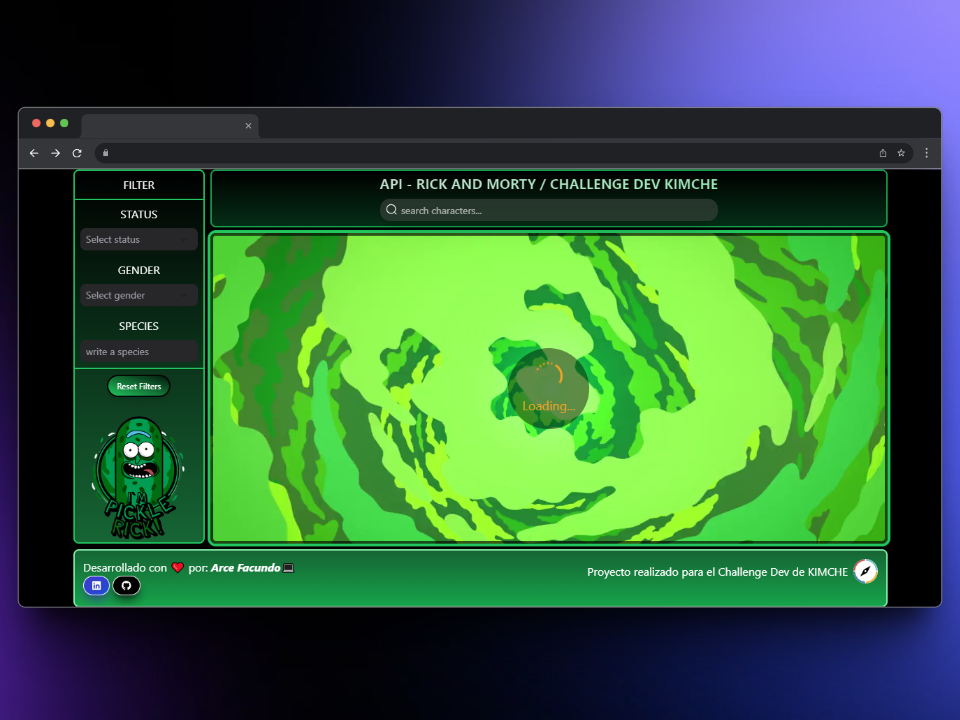 FILTER
STATUS
Select status
GENDER
Select gender
SPECIES
write a species
Reset Filters
I'M
PICKLE
RICK!
API - RICK AND MORTY / CHALLENGE DEV KIMCHE
search characters...
Loading...
Desarrollado con ❤️ por: Arce Facundo 💻
in
Proyecto realizado para el Challenge Dev de KIMCHE